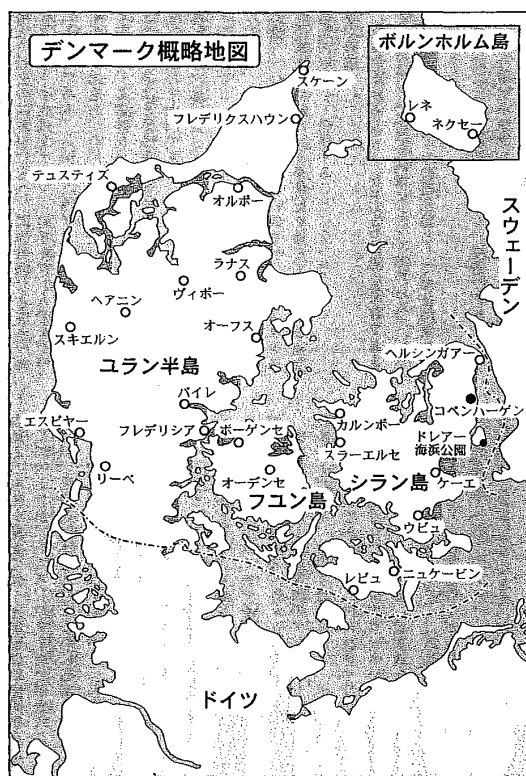 デンマーク概略地図
ボルンホルム島
レネ
ネクセー
スケーン
フレデリクスハウン
テュスティズ
オルボー
スウェーデン
ラナス
ヴィボー
ヘアニン
スキエルン
オーフス
ユラン半島
ヘルシンガアー
コペンハーゲン
バイレ
カルンボー
エスビヤー
フレデリシア
ボーゲンセ
ドレアー
海浜公園
スラーエルセ
リーベ
オーデンセ
シラン島
ケーエ
フユン島
ウビュ
レビュ
ニュケービン
ドイツ